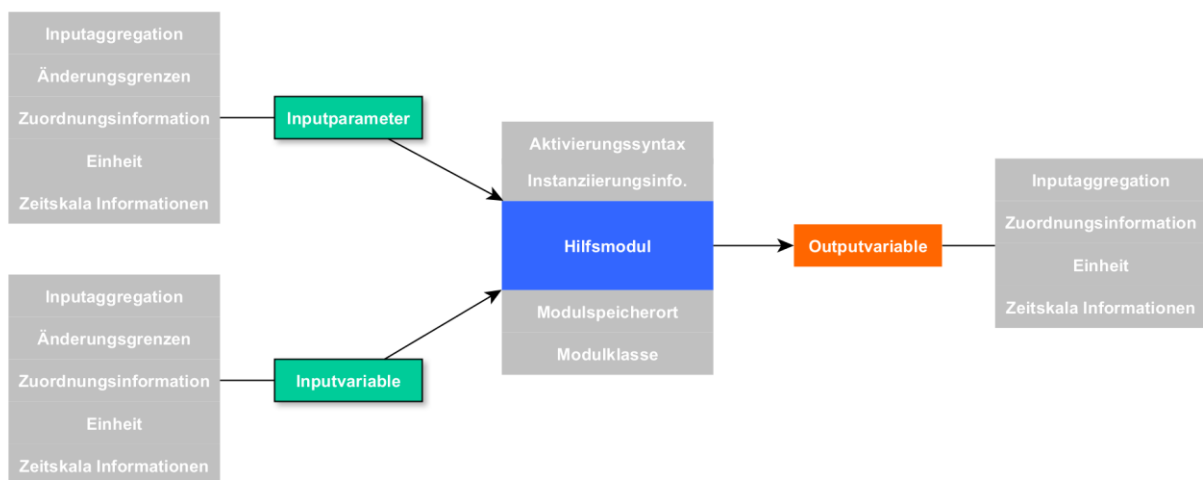 Inputaggregation
Änderungsgrenzen
Zuordnungsinformation
Einheit
Zeitskala Informationen
Inputparameter
Inputaggregation
Änderungsgrenzen
Zuordnungsinformation
Einheit
Zeitskala Informationen
Inputvariable
Aktivierungssyntax
Instanziierungsinfo.
Hilfsmodul
Modulspeicherort
Modulklasse
Outputvariable
Inputaggregation
Zuordnungsinformation
Einheit
Zeitskala Informationen